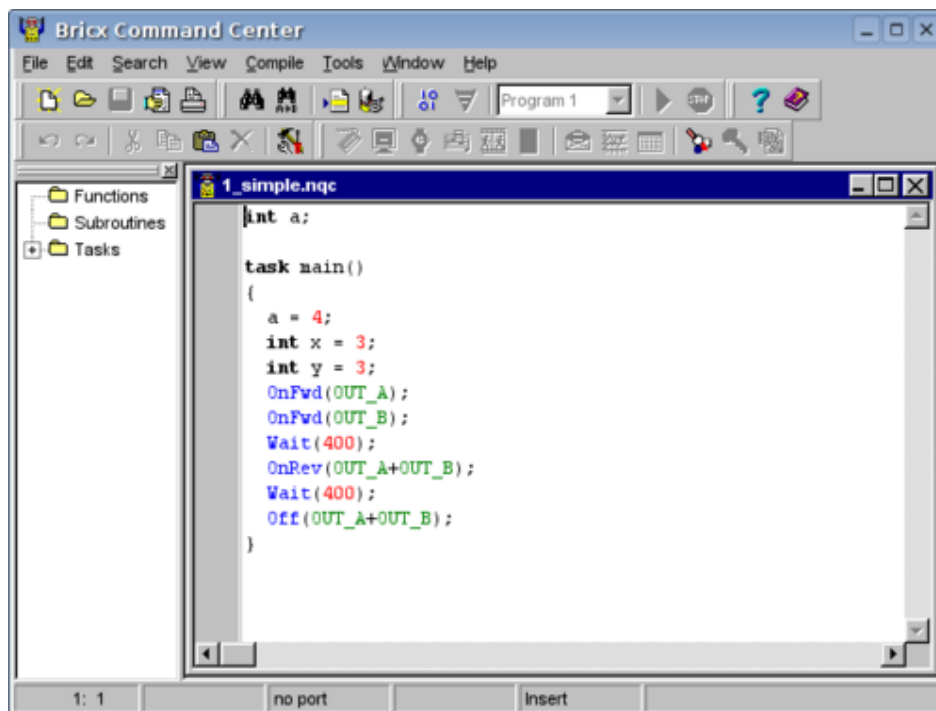 Bricx Command Center
File Edit Search View Compile Tools Window Help
Program 1
Functions
Subroutines
Tasks
1_simple.nqc
int a;
task main()
{
a = 4;
int x = 3;
int y = 3;
OnFwd(OUT_A);
OnFwd(OUT_B);
Wait(400);
OnRev(OUT_A+OUT_B);
Wait(400);
Off(OUT_A+OUT_B);
}
1: 1 no port Insert